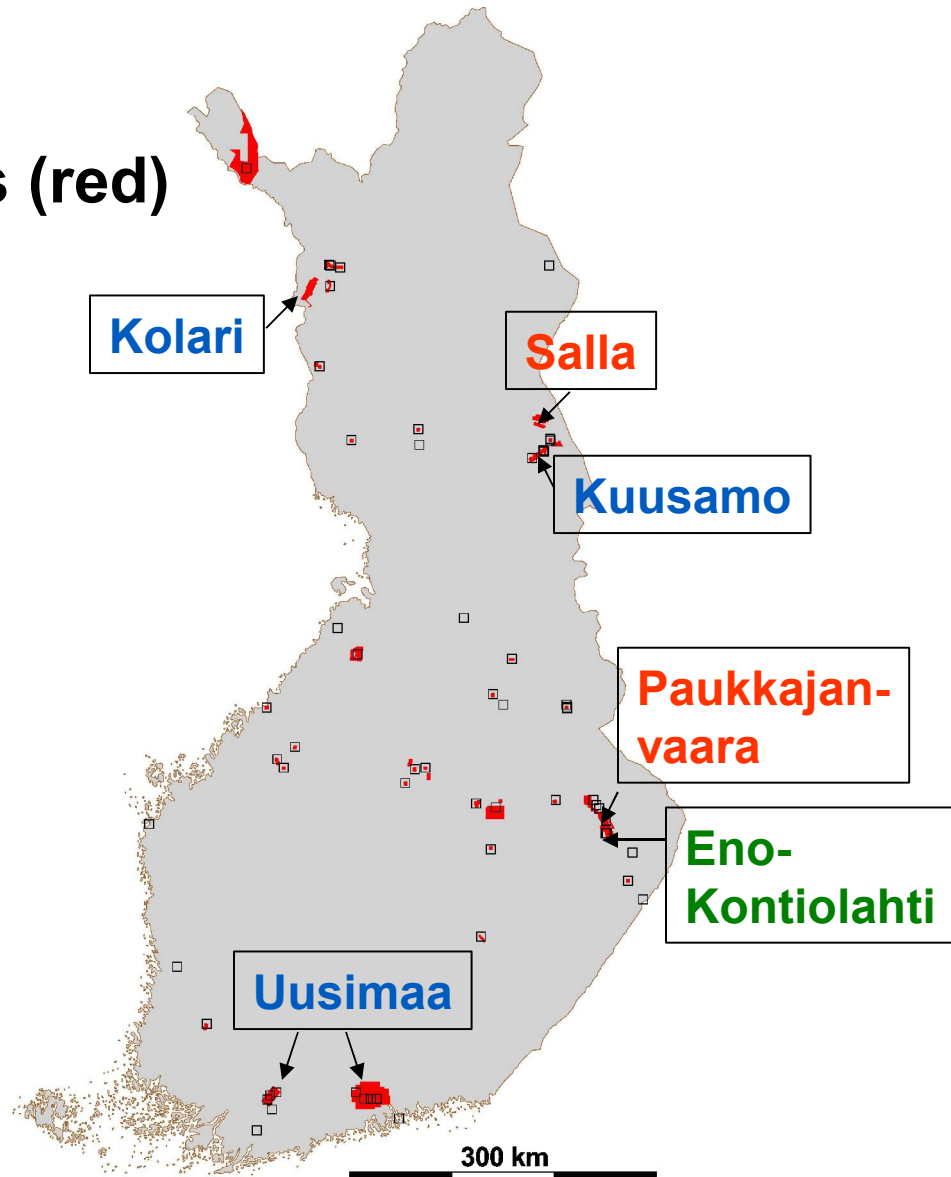 s (red)
Kolari
Salla
Kuusamo
Paukkajan-
vaara
Eno-
Kontiolahti
Uusimaa
300 km